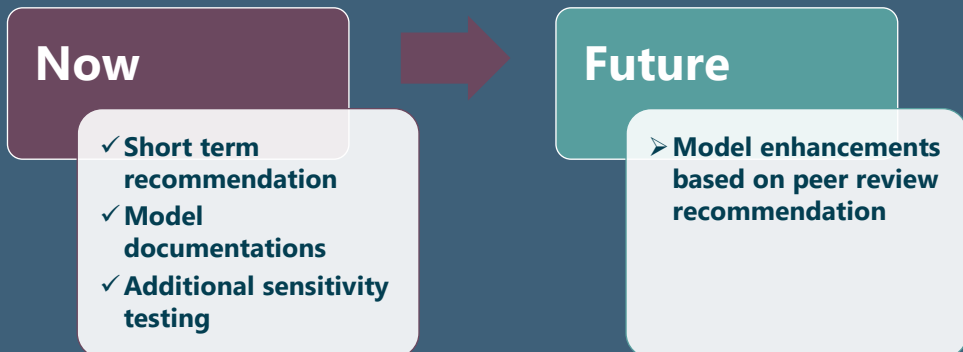 Now
✓ Short term
recommendation
✓ Model
documentations
✓ Additional sensitivity
testing
Future
➢ Model enhancements
based on peer review
recommendation